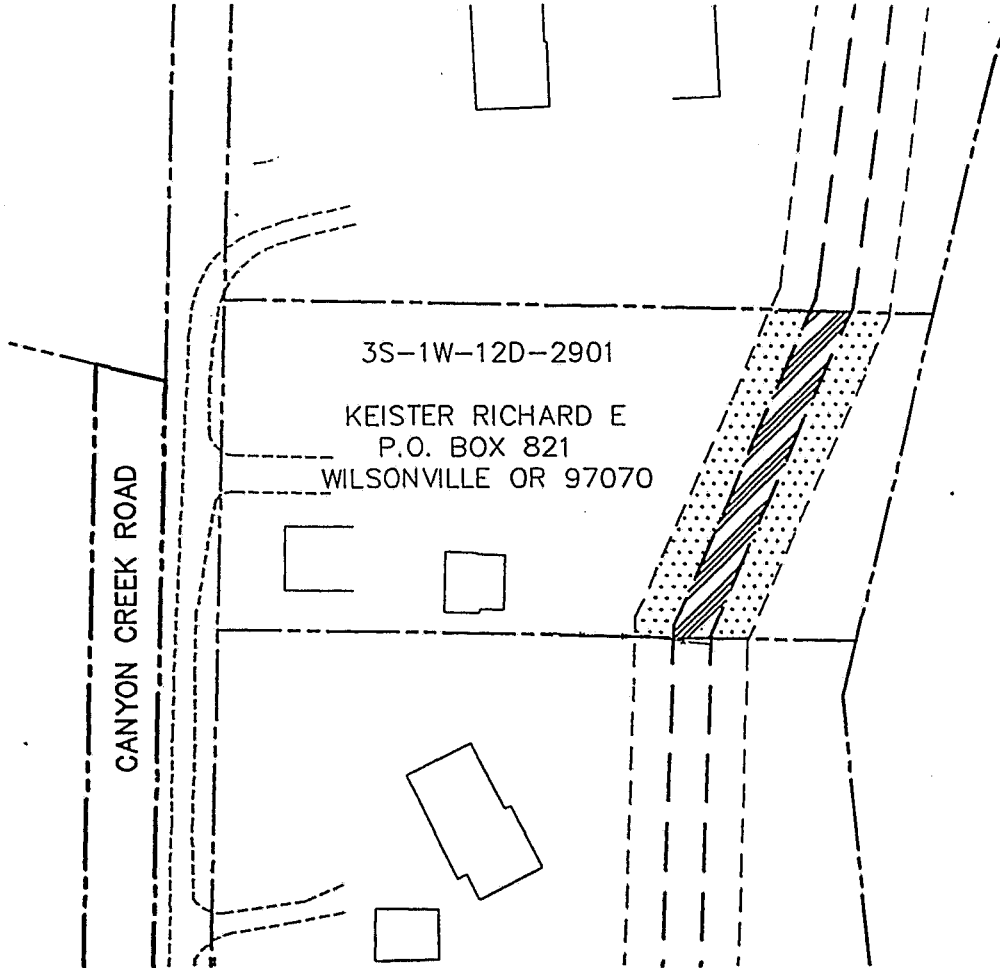 3S-1W-12D-2901
KEISTER RICHARD E
P.O. BOX 821
WILSONVILLE OR 97070
CANYON CREEK ROAD